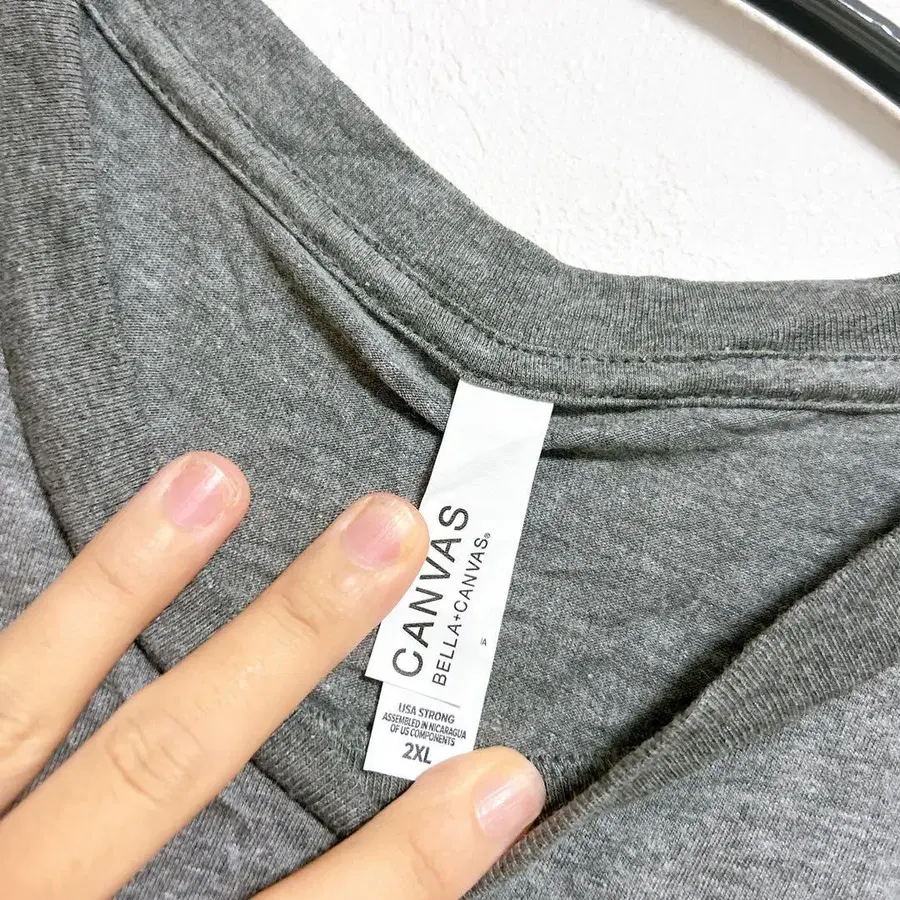 CANVAS
BELLA+CANVAS®
USA STRONG
ASSEMBLED IN NICARAGUA
OF US COMPONENTS
2XL